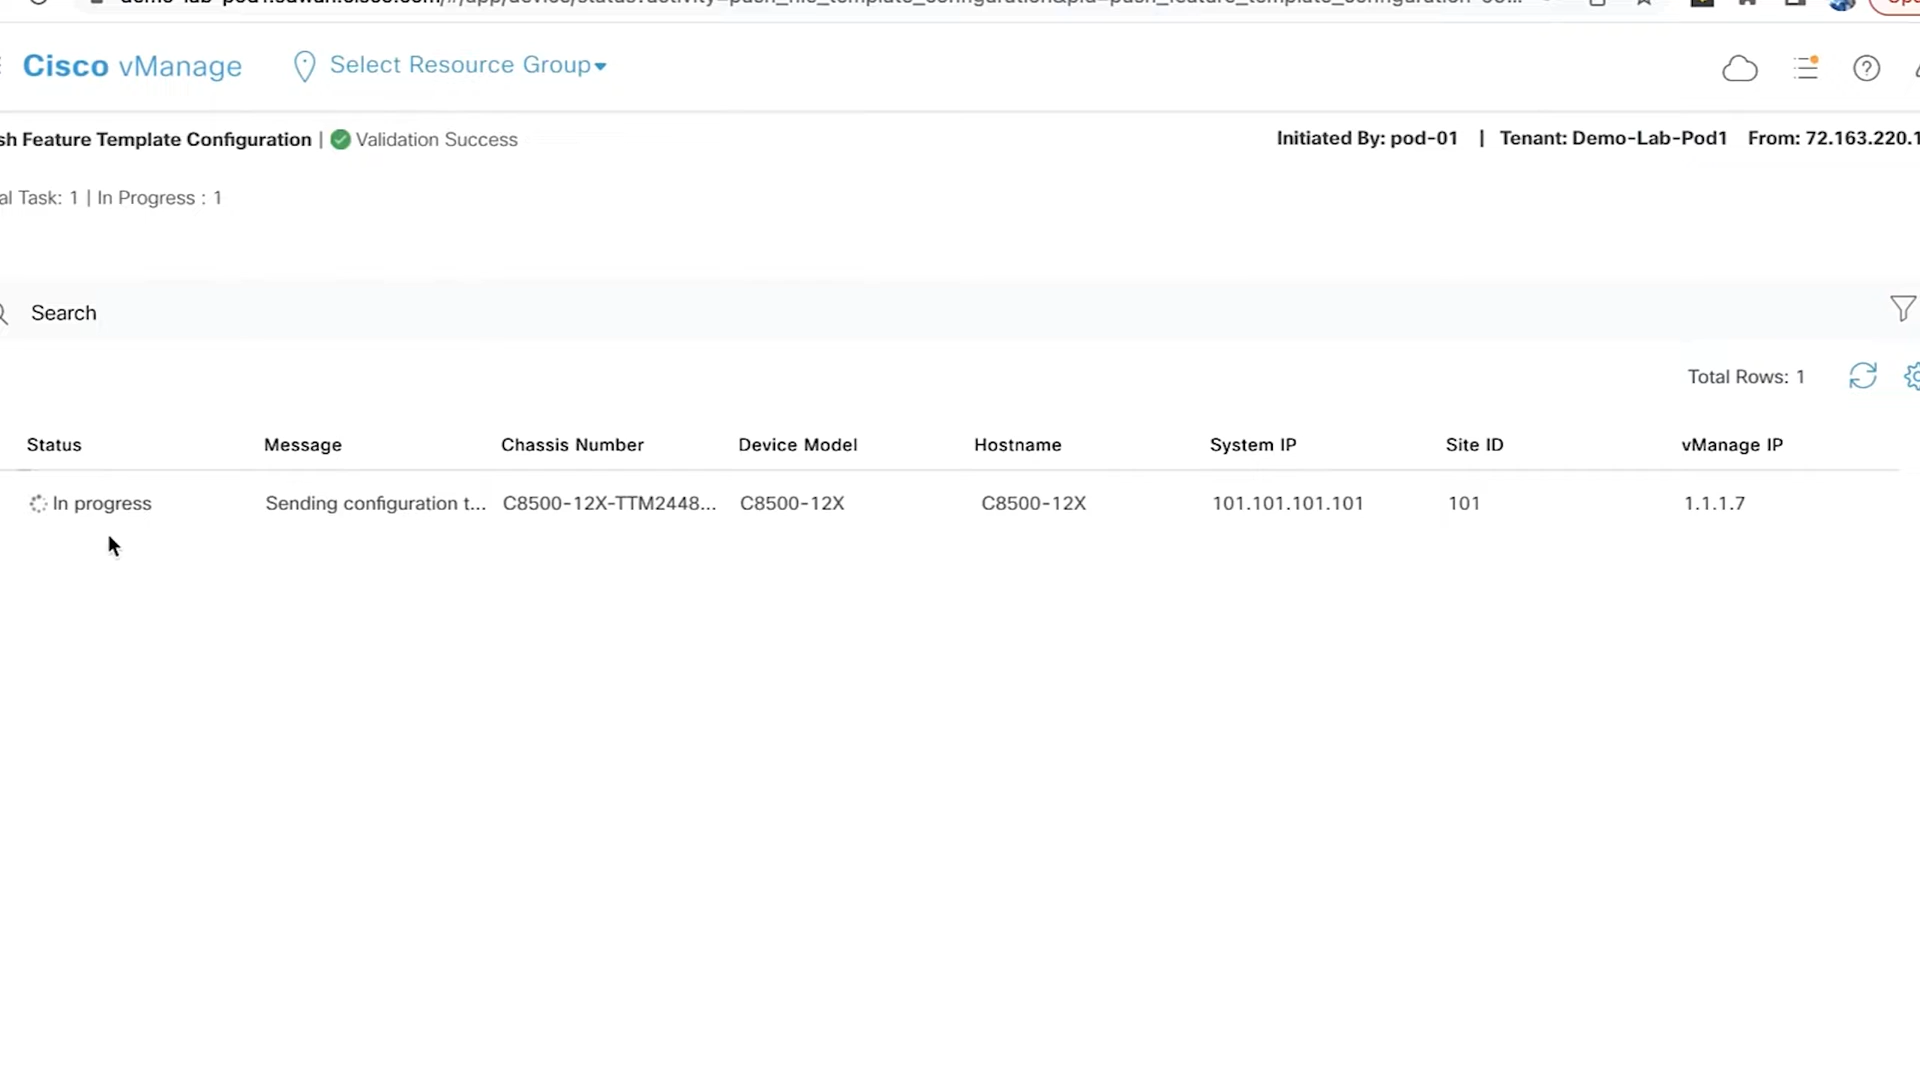 Cisco vManage
Select Resource Group
sh Feature Template Configuration | Validation Success
Initiated By: pod-01 | Tenant: Demo-Lab-Pod1 From: 72.163.220.1
al Task: 1 | In Progress : 1
Search
Total Rows: 1
Status Message Chassis Number Device Model Hostname System IP Site ID vManage IP
In progress Sending configuration t... C8500-12X-TTM2448... C8500-12X C8500-12X 101.101.101.101 101 1.1.1.7